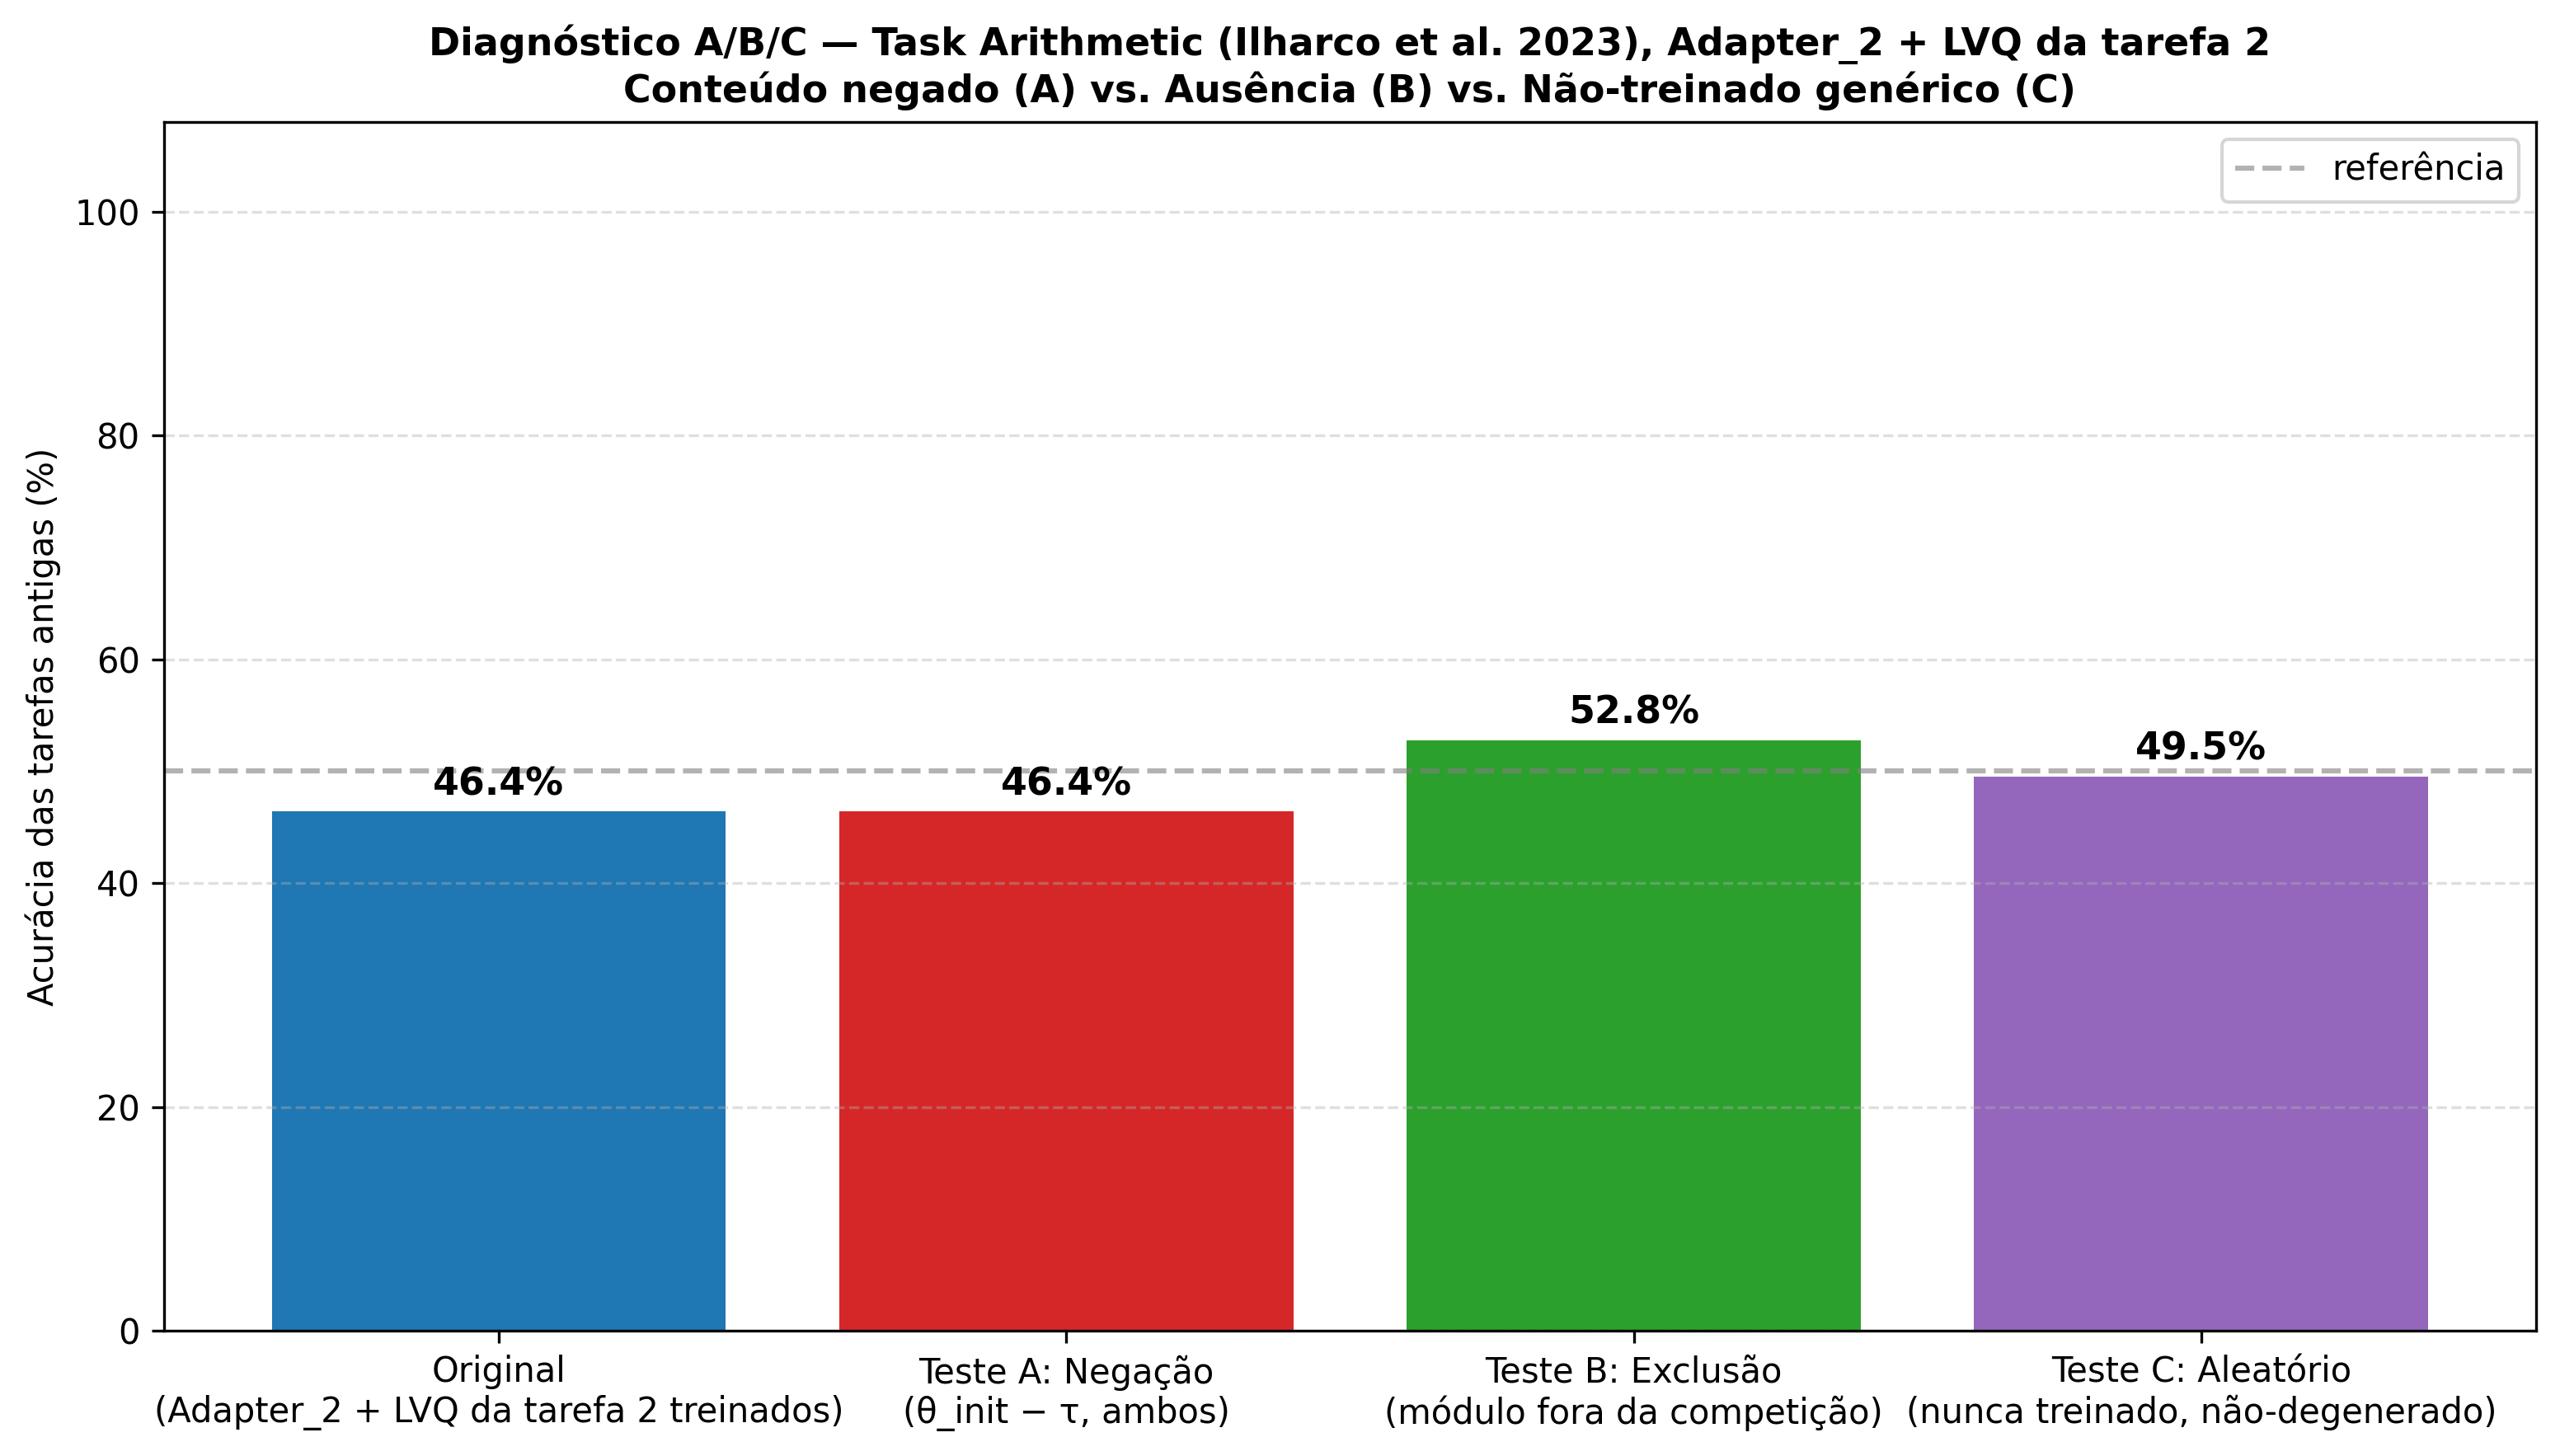 Diagnóstico A/B/C — Task Arithmetic (Ilharco et al. 2023), Adapter_2 + LVQ da tarefa 2
Conteúdo negado (A) vs. Ausência (B) vs. Não-treinado genérico (C)
referência
Acurácia das tarefas antigas (%)
100
80
60
40
20
0
46.4%
46.4%
52.8%
49.5%
Original
(Adapter_2 + LVQ da tarefa 2 treinados)
Teste A: Negação
(θ_init − τ, ambos)
Teste B: Exclusão
(módulo fora da competição)
Teste C: Aleatório
(nunca treinado, não-degenerado)